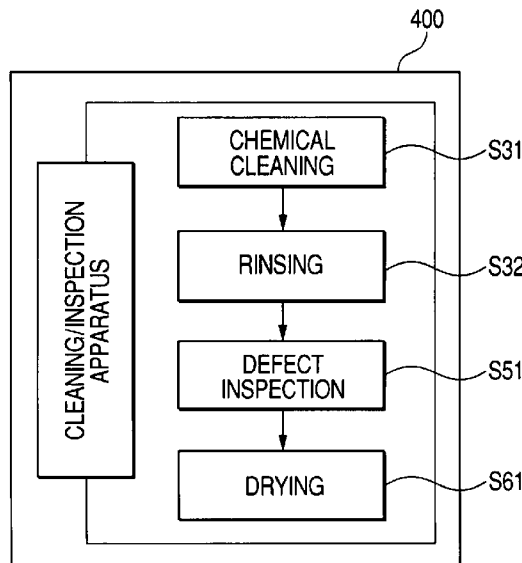 400
CHEMICAL
CLEANING
S31
RINSING
S32
DEFECT
INSPECTION
S51
DRYING
S61
CLEANING/INSPECTION
APPARATUS